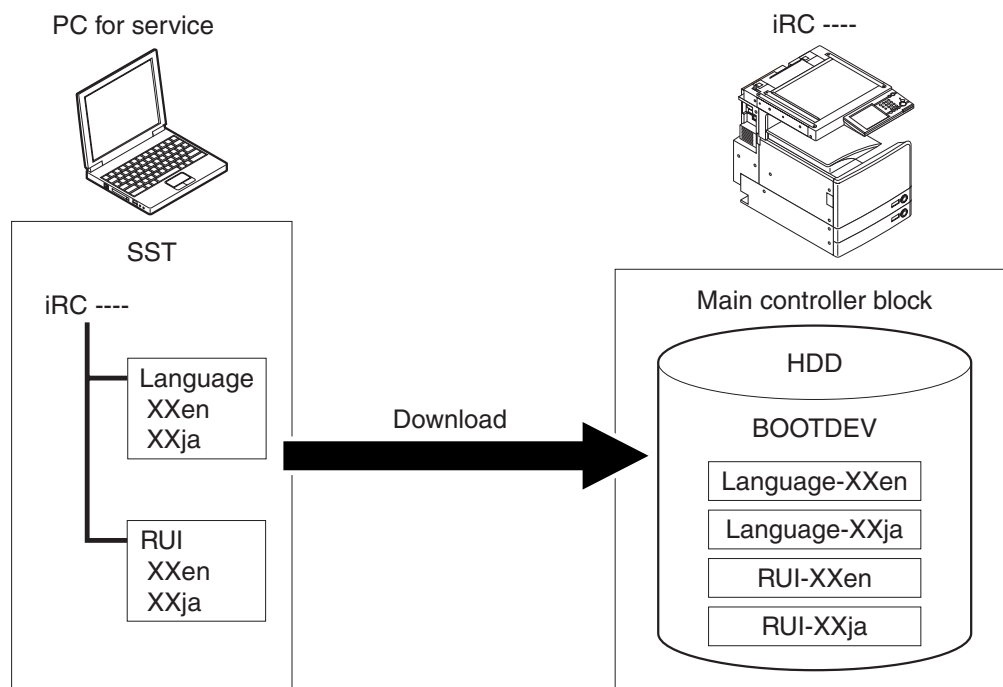 PC for service
iRC ----
SST
iRC ----
Language
XXen
XXja
RUI
XXen
XXja
Download
Main controller block
HDD
BOOTDEV
Language-XXen
Language-XXja
RUI-XXen
RUI-XXja